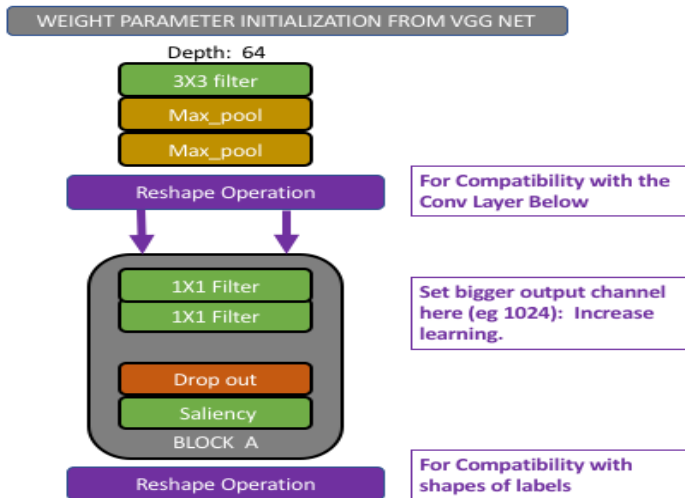 WEIGHT PARAMETER INITIALIZATION FROM VGG NET
Depth: 64
3X3 filter
Max_pool
Max_pool
Reshape Operation
For Compatibility with the
Conv Layer Below
1X1 Filter
1X1 Filter
Set bigger output channel
here (eg 1024): Increase
learning.
Drop out
Saliency
BLOCK A
Reshape Operation
For Compatibility with
shapes of labels